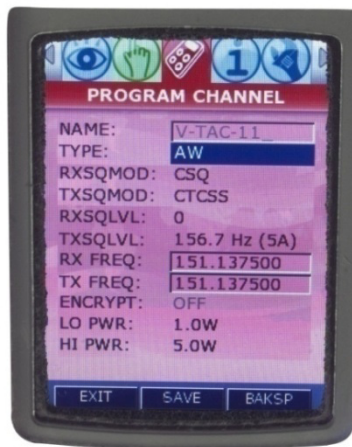 i
PROGRAM CHANNEL
NAME: V-TAC-11_
TYPE: AW
RXSQMOD: CSQ
TXSQMOD: CTCSS
RXSQLVL: 0
TXSQLVL: 156.7 Hz (5A)
RX FREQ: 151.137500
TX FREQ: 151.137500
ENCRYPT: OFF
LO PWR: 1.0W
HI PWR: 5.0W
EXIT SAVE BAKSP